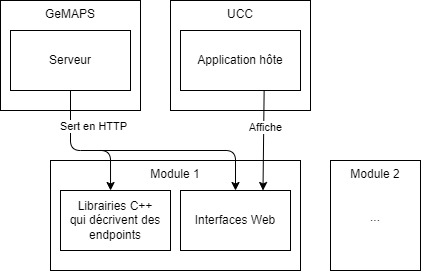 GeMAPS
UCC
Serveur
Application hôte
Sert en HTTP
Affiche
Module 1
Module 2
Librairies C++
qui décrivent des
endpoints
Interfaces Web
...